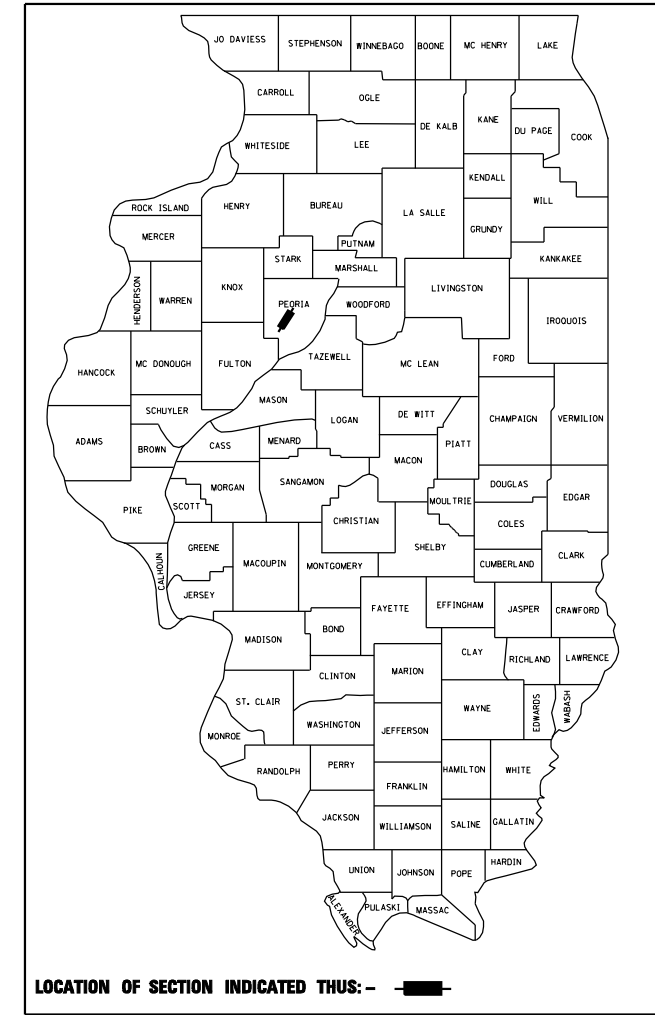 JO DAVIESS
STEPHENSON
WINNEBAGO
BOONE
MC HENRY
LAKE
CARROLL
OGLE
DE KALB
KANE
DU PAGE
COOK
WHITESIDE
LEE
KENDALL
ROCK ISLAND
HENRY
BUREAU
LA SALLE
WILL
MERCER
PUTNAM
GRUNDY
STARK
MARSHALL
KANKAKEE
HENDERSON
WARREN
KNOX
PEORIA
WOODFORD
LIVINGSTON
IROQUOIS
HANCOCK
MC DONOUGH
FULTON
TAZEWELL
MC LEAN
FORD
SCHUYLER
MASON
LOGAN
DE WITT
CHAMPAIGN
VERMILION
ADAMS
BROWN
CASS
MENARD
PIATT
MACON
PIKE
SCOTT
MORGAN
SANGAMON
CHRISTIAN
MOULTRIE
DOUGLAS
EDGAR
COLES
CALHOUN
GREENE
MACOUPIN
MONTGOMERY
SHELBY
CUMBERLAND
CLARK
JERSEY
FAYETTE
EFFINGHAM
JASPER
CRAWFORD
MADISON
BOND
CLAY
RICHLAND
LAWRENCE
CLINTON
MARION
ST. CLAIR
WAYNE
EDWARDS
WABASH
MONROE
WASHINGTON
JEFFERSON
RANDOLPH
PERRY
HAMILTON
WHITE
FRANKLIN
JACKSON
WILLIAMSON
SALINE
GALLATIN
UNION
JOHNSON
POPE
HARDIN
ALEXANDER
PULASKI
MASSAC
LOCATION OF SECTION INDICATED THUS: -